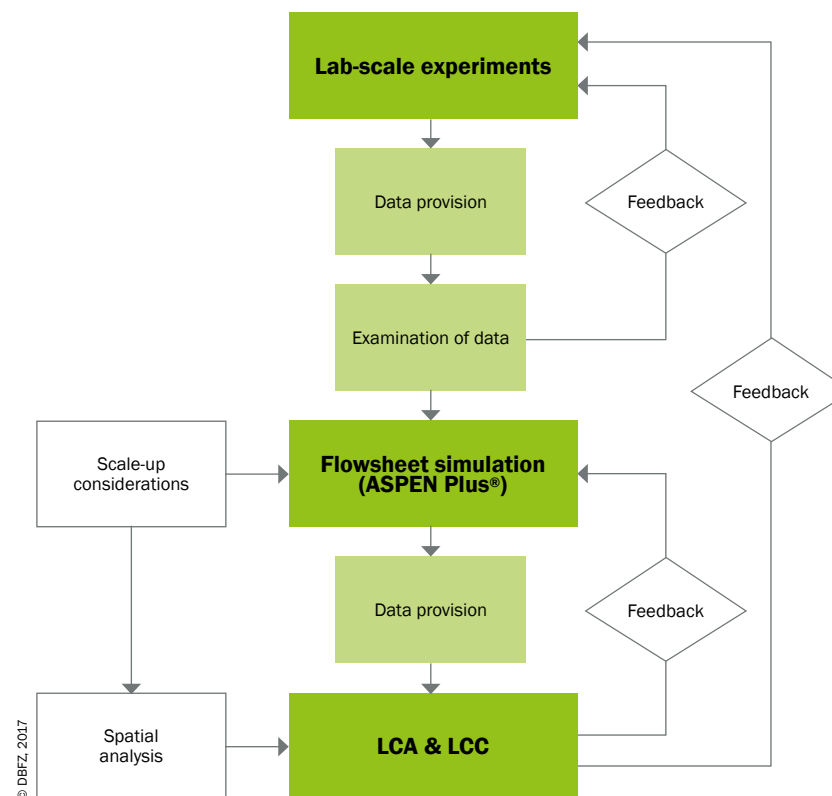 Lab-scale experiments
Data provision
Feedback
Examination of data
Feedback
Scale-up
considerations
Flowsheet simulation
(ASPEN Plus®)
Data provision
Feedback
Spatial
analysis
LCA & LCC
© DBFZ, 2017